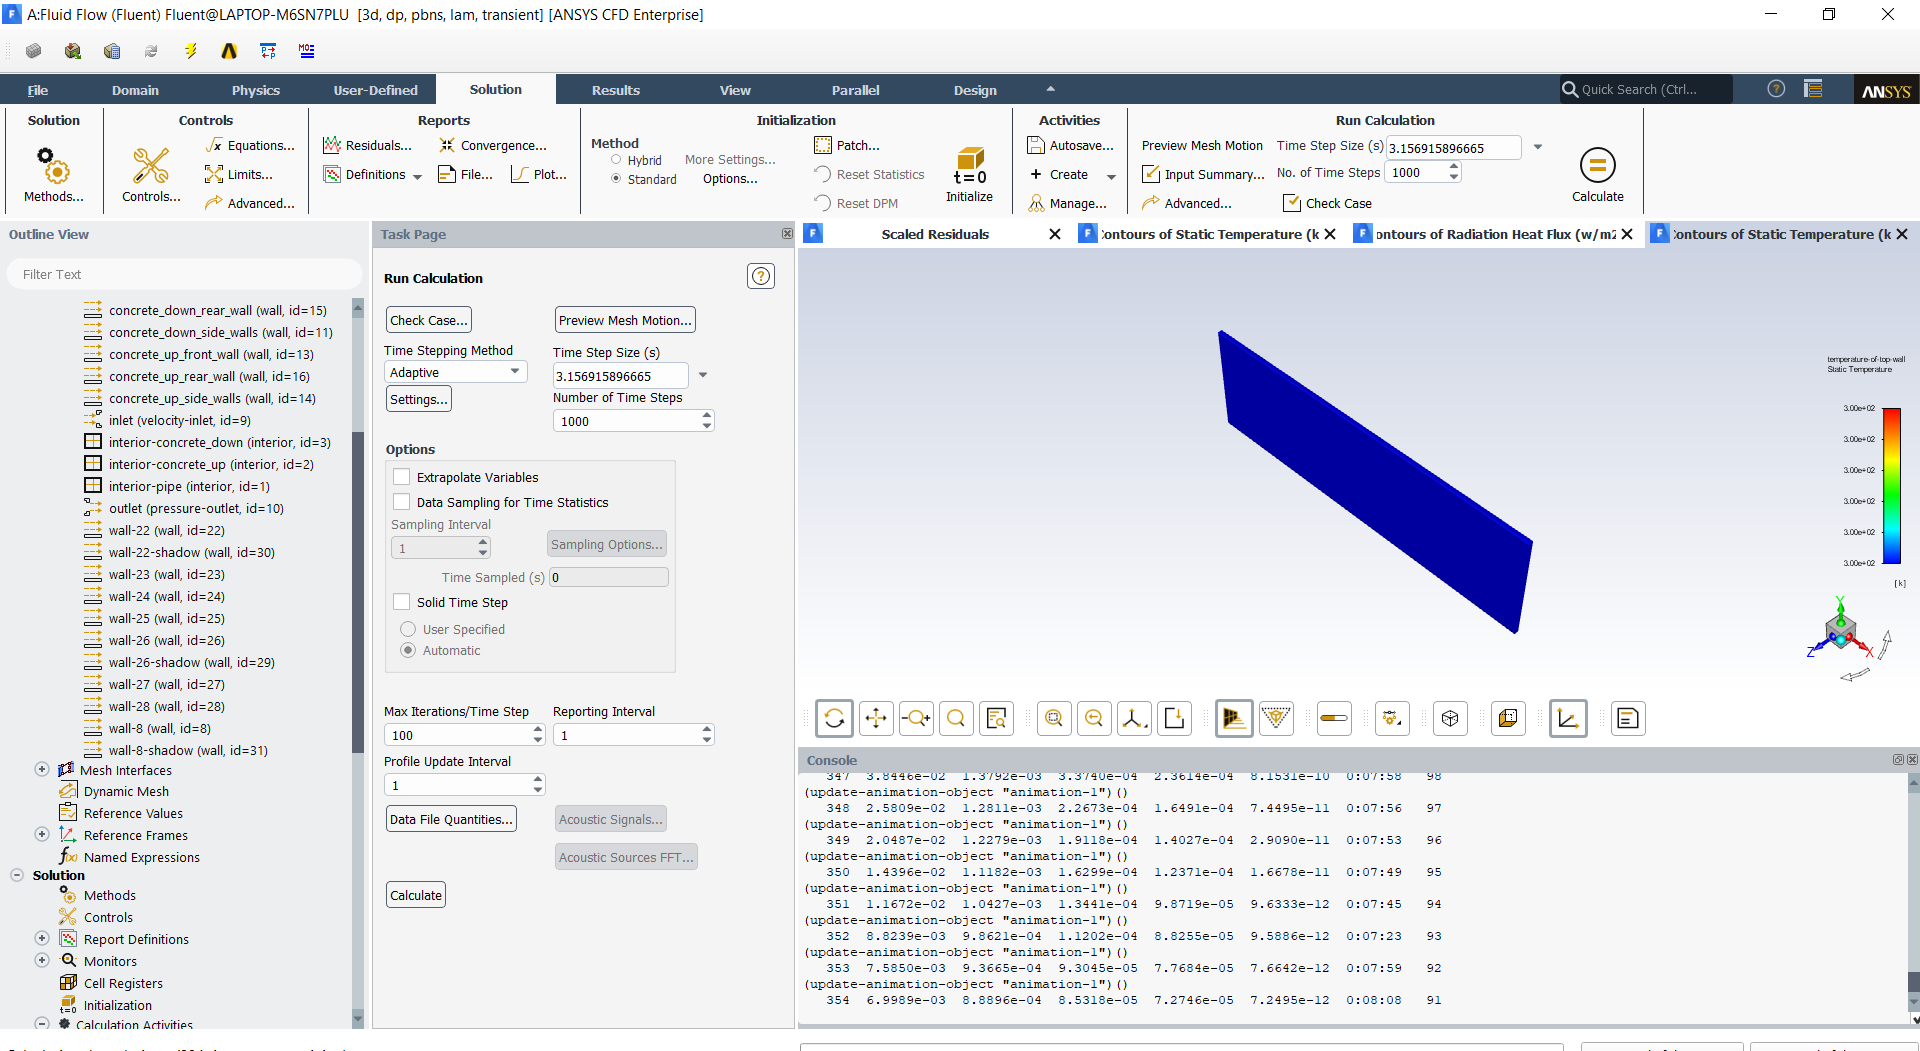 A:Fluid Flow (Fluent) Fluent@LAPTOP-M6SN7PLU [3d, dp, pbns, lam, transient] [ANSYS CFD Enterprise]
File Domain Physics User-Defined Solution Results View Parallel Design
Quick Search (Ctrl...
ANSYS
Solution
Methods...
Controls
Controls...
Equations...
Limits...
Advanced...
Reports
Residuals...
Convergence...
Definitions
File...
Plot...
Initialization
Method
Hybrid
Standard
More Settings...
Options...
Patch...
Reset Statistics
Reset DPM
t=0
Initialize
Activities
Autosave...
Create
Manage...
Run Calculation
Preview Mesh Motion
Time Step Size (s) 3.156915896665
Input Summary...
No. of Time Steps 1000
Advanced...
Check Case
Calculate
Outline View
Filter Text
concrete_down_rear_wall (wall, id=15)
concrete_down_side_walls (wall, id=11)
concrete_up_front_wall (wall, id=13)
concrete_up_rear_wall (wall, id=16)
concrete_up_side_walls (wall, id=14)
inlet (velocity-inlet, id=9)
interior-concrete_down (interior, id=3)
interior-concrete_up (interior, id=2)
interior-pipe (interior, id=1)
outlet (pressure-outlet, id=10)
wall-22 (wall, id=22)
wall-22-shadow (wall, id=30)
wall-23 (wall, id=23)
wall-24 (wall, id=24)
wall-25 (wall, id=25)
wall-26 (wall, id=26)
wall-26-shadow (wall, id=29)
wall-27 (wall, id=27)
wall-28 (wall, id=28)
wall-8 (wall, id=8)
wall-8-shadow (wall, id=31)
Mesh Interfaces
Dynamic Mesh
Reference Values
Reference Frames
Named Expressions
Solution
Methods
Controls
Report Definitions
Monitors
Cell Registers
Initialization
Calculation Activities
Task Page
Run Calculation
Check Case...
Preview Mesh Motion...
Time Stepping Method
Adaptive
Settings...
Time Step Size (s)
3.156915896665
Number of Time Steps
1000
Options
Extrapolate Variables
Data Sampling for Time Statistics
Sampling Interval
1
Sampling Options...
Time Sampled (s) 0
Solid Time Step
User Specified
Automatic
Max Iterations/Time Step
100
Reporting Interval
1
Profile Update Interval
1
Data File Quantities...
Acoustic Signals...
Acoustic Sources FFT...
Calculate
Scaled Residuals
ontours of Static Temperature (k
ontours of Radiation Heat Flux (w/m2
ontours of Static Temperature (k
temperature-of-top-wall
Static Temperature
3.00e+02
3.00e+02
3.00e+02
3.00e+02
3.00e+02
3.00e+02
[k]
Y
Z
X
Console
347 3.8446e-02 1.3792e-03 3.3740e-04 2.3614e-04 8.1531e-10 0:07:58 98
(update-animation-object "animation-1")()
348 2.5809e-02 1.2811e-03 2.2673e-04 1.6491e-04 7.4495e-11 0:07:56 97
(update-animation-object "animation-1")()
349 2.0487e-02 1.2279e-03 1.9118e-04 1.4027e-04 2.9090e-11 0:07:53 96
(update-animation-object "animation-1")()
350 1.4396e-02 1.1182e-03 1.6299e-04 1.2371e-04 1.6678e-11 0:07:49 95
(update-animation-object "animation-1")()
351 1.1672e-02 1.0427e-03 1.3441e-04 9.8719e-05 9.6333e-12 0:07:45 94
(update-animation-object "animation-1")()
352 8.8239e-03 9.8621e-04 1.1202e-04 8.8255e-05 9.5886e-12 0:07:23 93
(update-animation-object "animation-1")()
353 7.5850e-03 9.3665e-04 9.3045e-05 7.7684e-05 7.6642e-12 0:07:59 92
(update-animation-object "animation-1")()
354 6.9989e-03 8.8896e-04 8.5318e-05 7.2746e-05 7.2495e-12 0:08:08 91